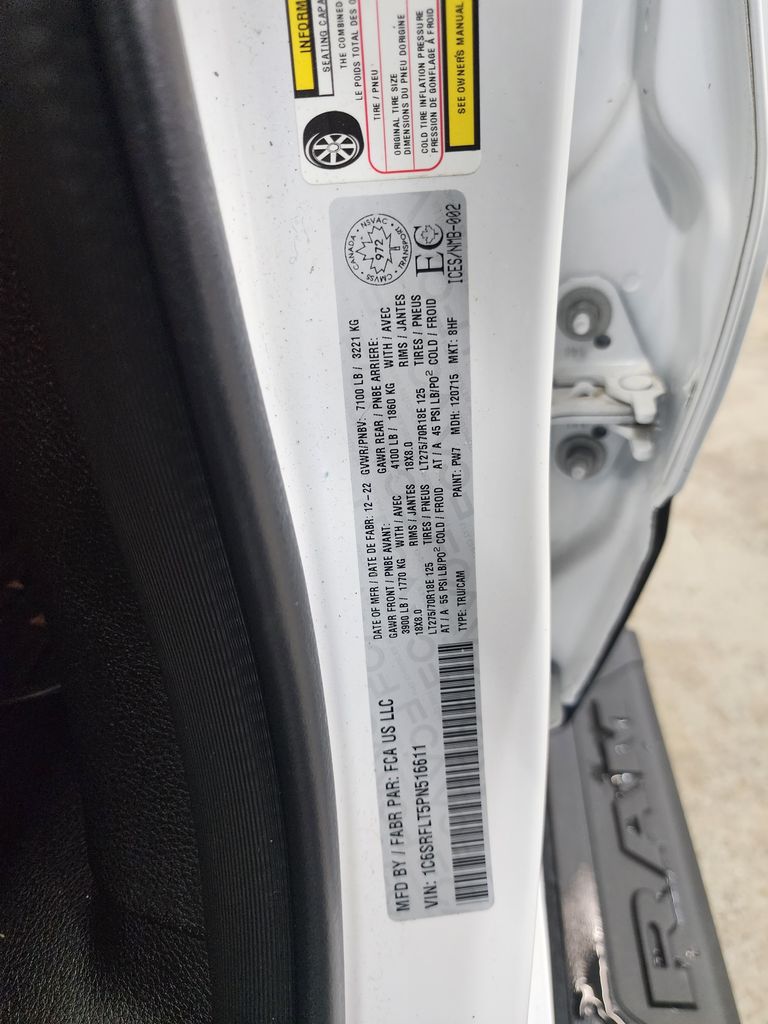 INFORM
SEATING CAPA
THE COMBINED
LE POIDS TOTAL DES O
TIRE / PNEU
ORIGINAL TIRE SIZE
DIMENSIONS DU PNEU DORIGINE
COLD TIRE INFLATION PRESSURE
PRESSION DE GONFLAGE À FROID
SEE OWNER'S MANUAL
MFD BY / FABR PAR: FCA US LLC
DATE OF MFR / DATE DE FABR: 12-22
GVWR/PNBV: 7100 LB / 3221 KG
GAWR FRONT / PNBE AVANT:
3900 LB / 1770 KG WITH / AVEC
18X8.0 RIMS / JANTES
LT275/70R18E 125 TIRES / PNEUS
AT / A 55 PSI LB/PO² COLD / FROID
GAWR REAR / PNBE ARRIERE:
4100 LB / 1860 KG WITH / AVEC
18X8.0 RIMS / JANTES
LT275/70R18E 125 TIRES / PNEUS
AT / A 45 PSI LB/PO² COLD / FROID
VIN: 1C6SRFLT5PN516611
TYPE: TRU/CAM PAINT: PW7 MDH: 120715 MKT: 8HF
CANADA · NSVAC · TRANSPORT · CMVSS
972
EC
ICES/NMB-002
RAM